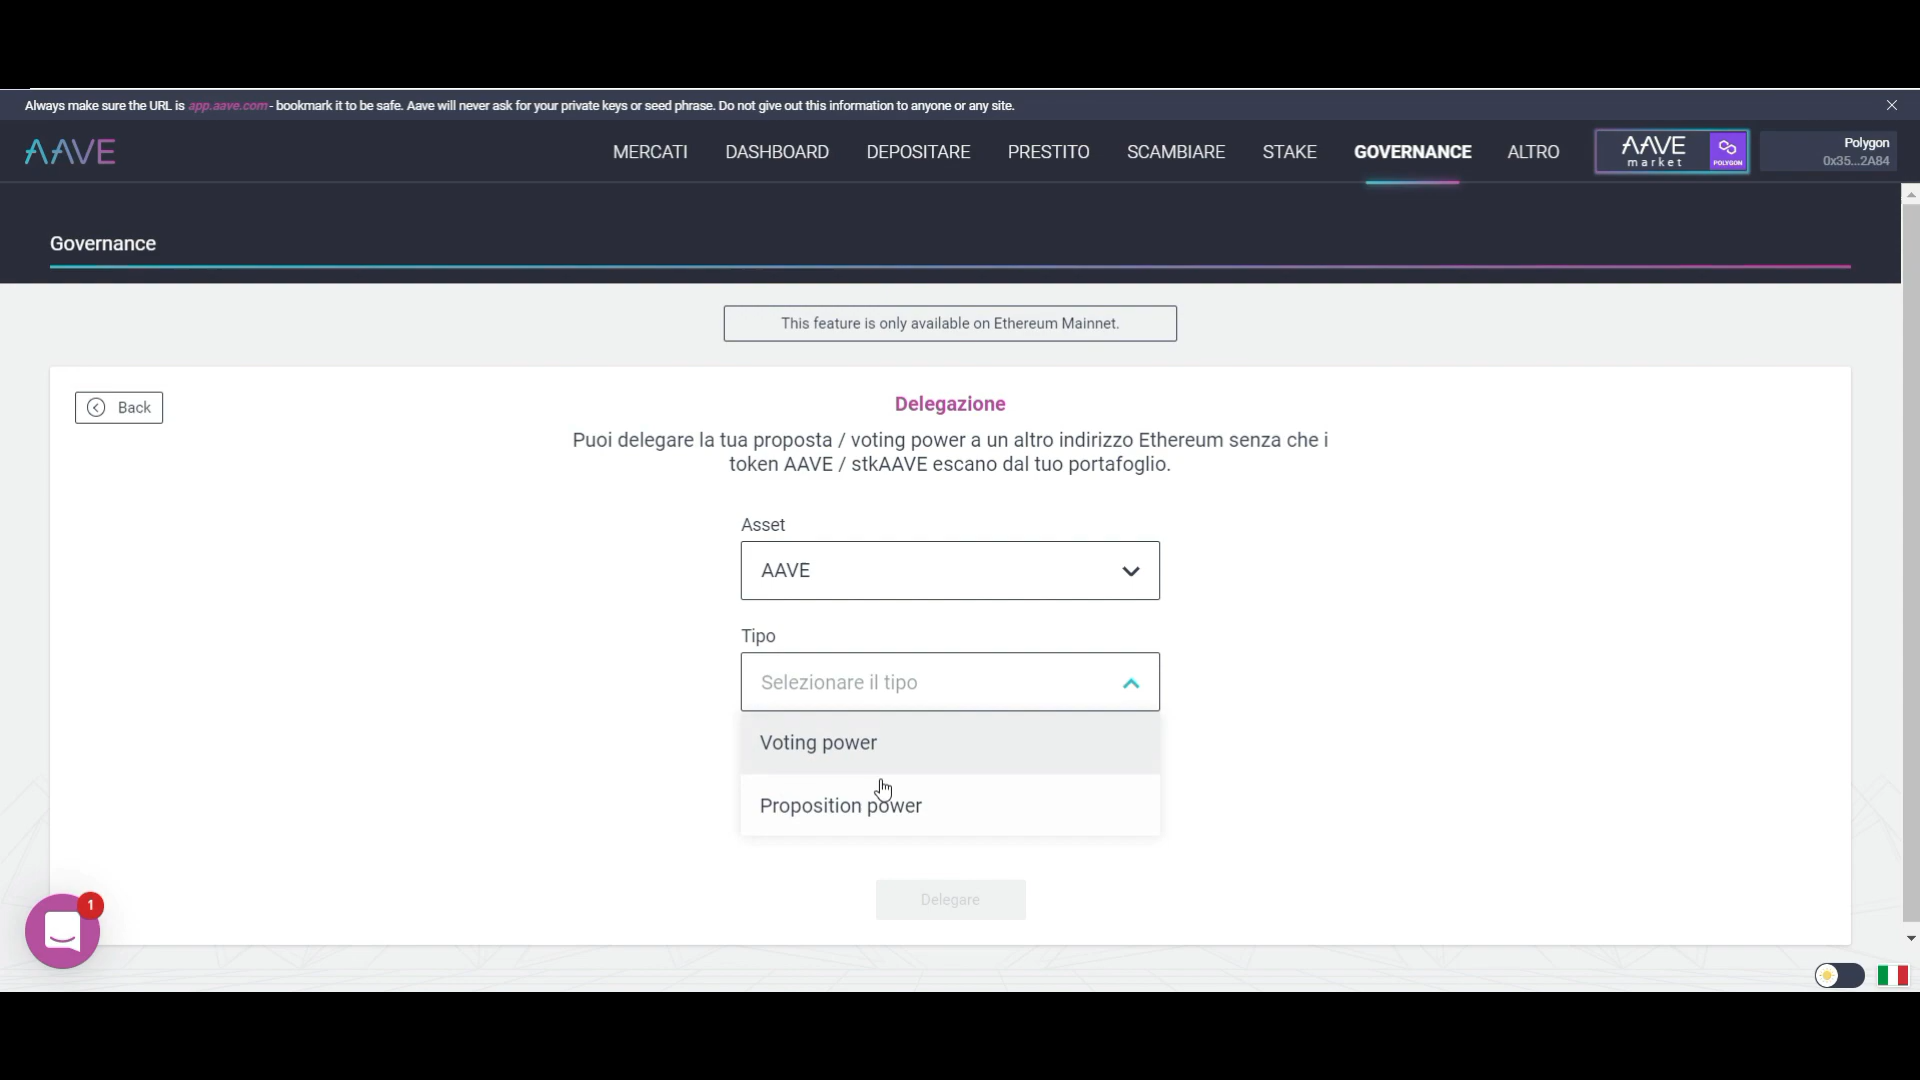 Always make sure the URL is app.aave.com - bookmark it to be safe. Aave will never ask for your private keys or seed phrase. Do not give out this information to anyone or any site.
AAVE
MERCATI
DASHBOARD
DEPOSITARE
PRESTITO
SCAMBIARE
STAKE
GOVERNANCE
ALTRO
AAVE
market
POLYGON
Polygon
0x35...2A84
Governance
This feature is only available on Ethereum Mainnet.
Back
Delegazione
Puoi delegare la tua proposta / voting power a un altro indirizzo Ethereum senza che i
token AAVE / stkAAVE escano dal tuo portafoglio.
Asset
AAVE
Tipo
Selezionare il tipo
Voting power
Proposition power
Delegare
1